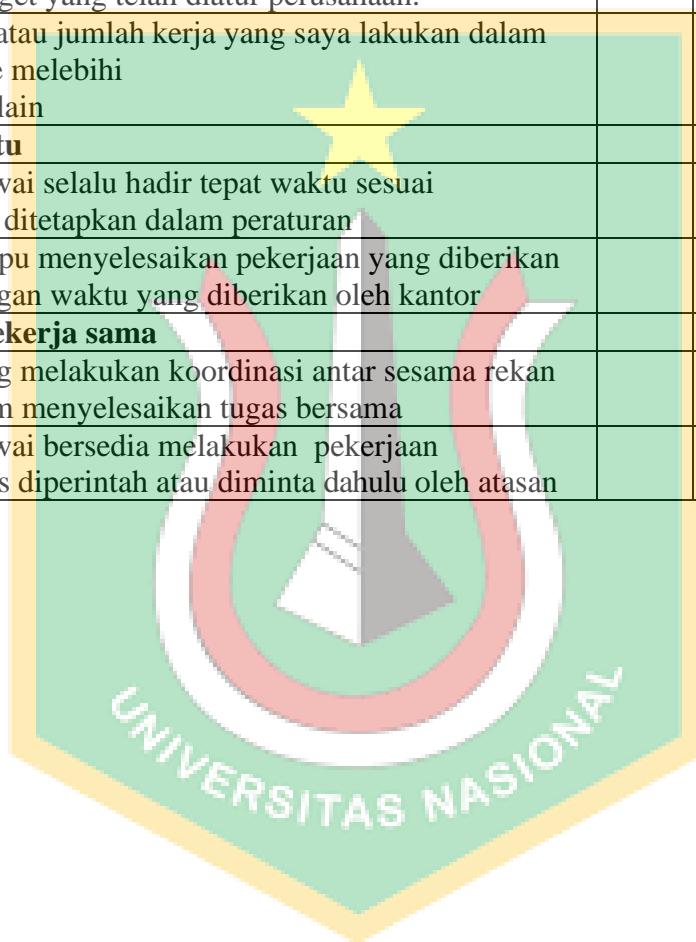 get yang telah diatur perusahaan.
atau jumlah kerja yang saya lakukan dalam
e melebihi
lain
tu
wai selalu hadir tepat waktu sesuai
ditetapkan dalam peraturan
pu menyelesaikan pekerjaan yang diberikan
gan waktu yang diberikan oleh kantor
ekerja sama
g melakukan koordinasi antar sesama rekan
m menyelesaikan tugas bersama
wai bersedia melakukan pekerjaan
s diperintah atau diminta dahulu oleh atasan
UNIVERSITAS NASIONAL